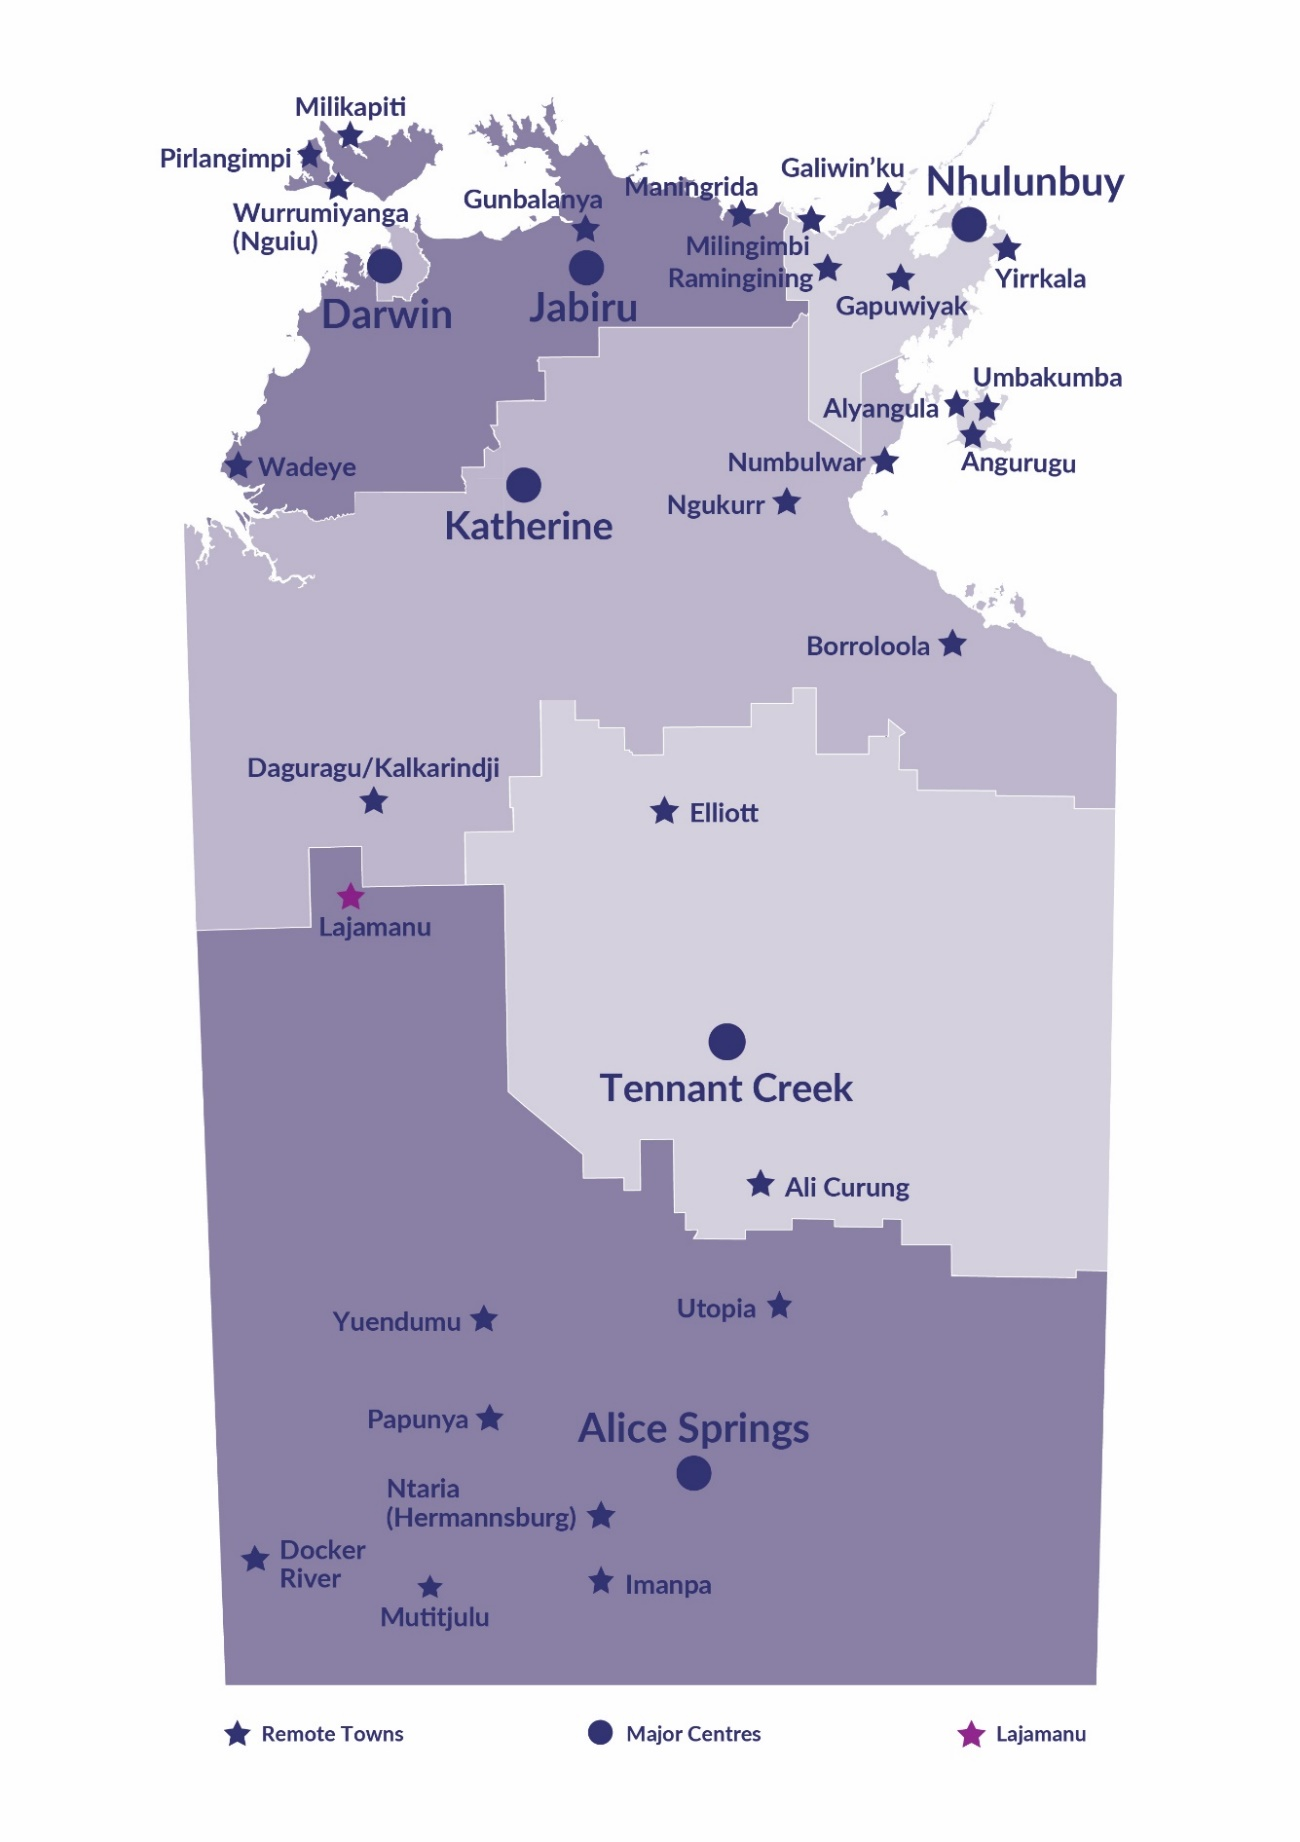 Milikapiti
Pirlangimpi
Wurrumiyanga
(Nguiu)
Gunbalanya
Maningrida
Galiwin’ku
Nhulunbuy
Milingimbi
Ramingining
Yirrkala
Gapuwiyak
Darwin
Jabiru
Umbakumba
Alyangula
Angurugu
Wadeye
Numbulwar
Ngukurr
Katherine
Borroloola
Daguragu/Kalkarindji
Elliott
Lajamanu
Tennant Creek
Ali Curung
Yuendumu
Utopia
Papunya
Alice Springs
Ntaria
(Hermannsburg)
Docker
River
Imanpa
Mutitjulu
Remote Towns
Major Centres
Lajamanu